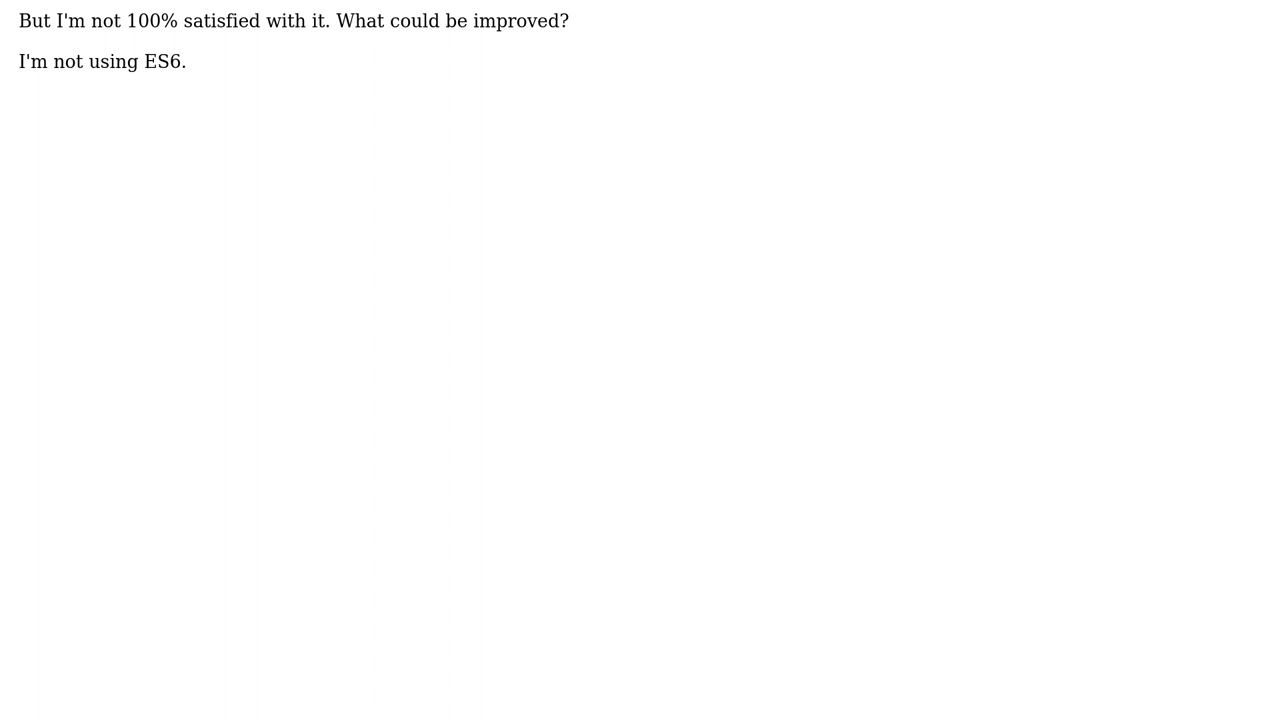 But I'm not 100% satisfied with it. What could be improved?
I'm not using ES6.